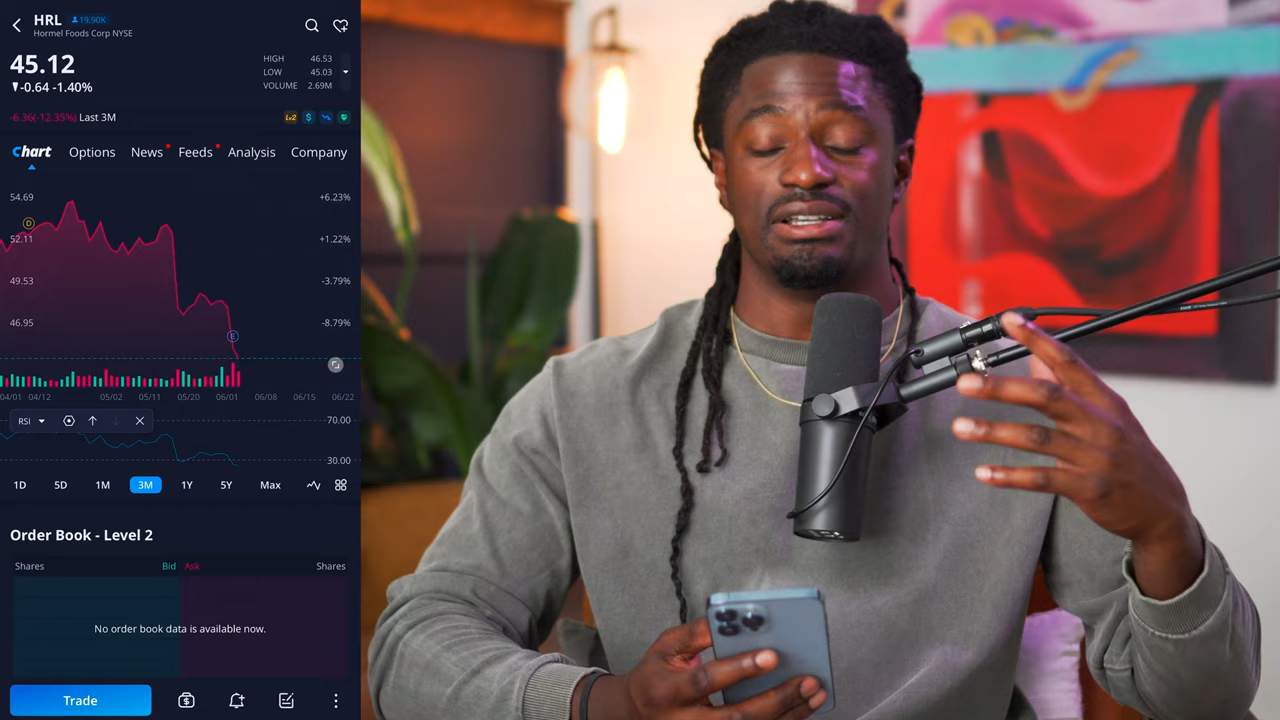 HRL 19.90K
Hormel Foods Corp NYSE
45.12
-0.64 -1.40%
HIGH 46.53
LOW 45.03
VOLUME 2.69M
-6.36(-12.35%) Last 3M
Lv2 $
Chart Options News Feeds Analysis Company
54.69 +6.23%
D
52.11 +1.22%
49.53 -3.79%
46.95 -8.79%
E
04/01 04/12 05/02 05/11 05/20 06/01 06/08 06/15 06/22
RSI 70.00
30.00
1D 5D 1M 3M 1Y 5Y Max
Order Book - Level 2
Shares Bid Ask Shares
No order book data is available now.
Trade